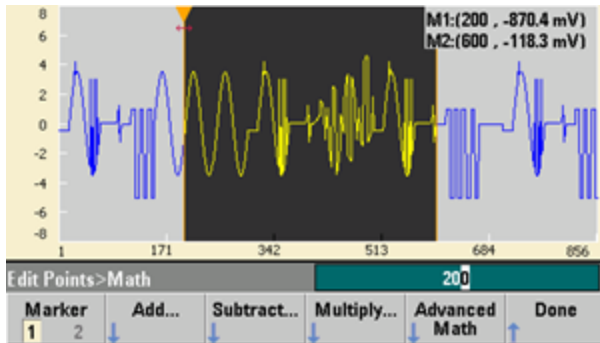 M1:(200 , -870.4 mV)
M2:(600 , -118.3 mV)
8
6
4
2
0
-2
-4
-6
-8
1 171 342 513 684 856
Edit Points>Math 200
Marker Add... Subtract... Multiply... Advanced Math Done
1 2